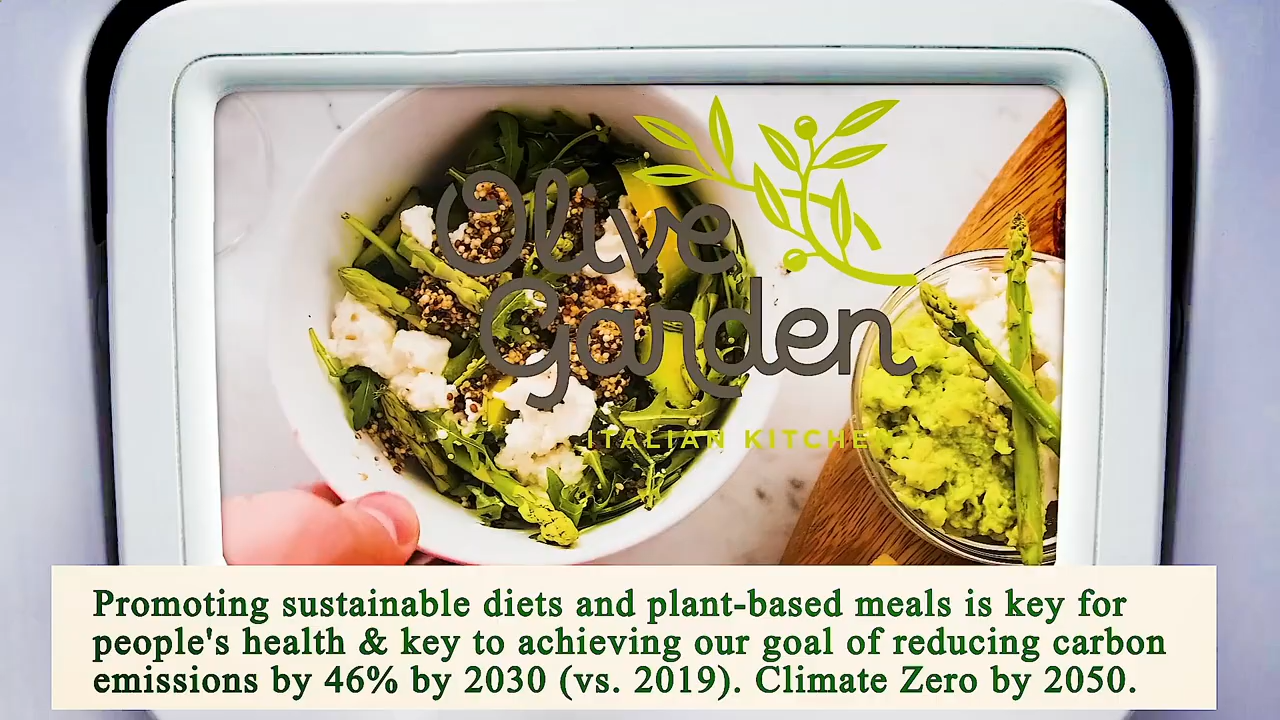 Olive
Garden
ITALIAN KITCHEN
Promoting sustainable diets and plant-based meals is key for
people's health & key to achieving our goal of reducing carbon
emissions by 46% by 2030 (vs. 2019). Climate Zero by 2050.